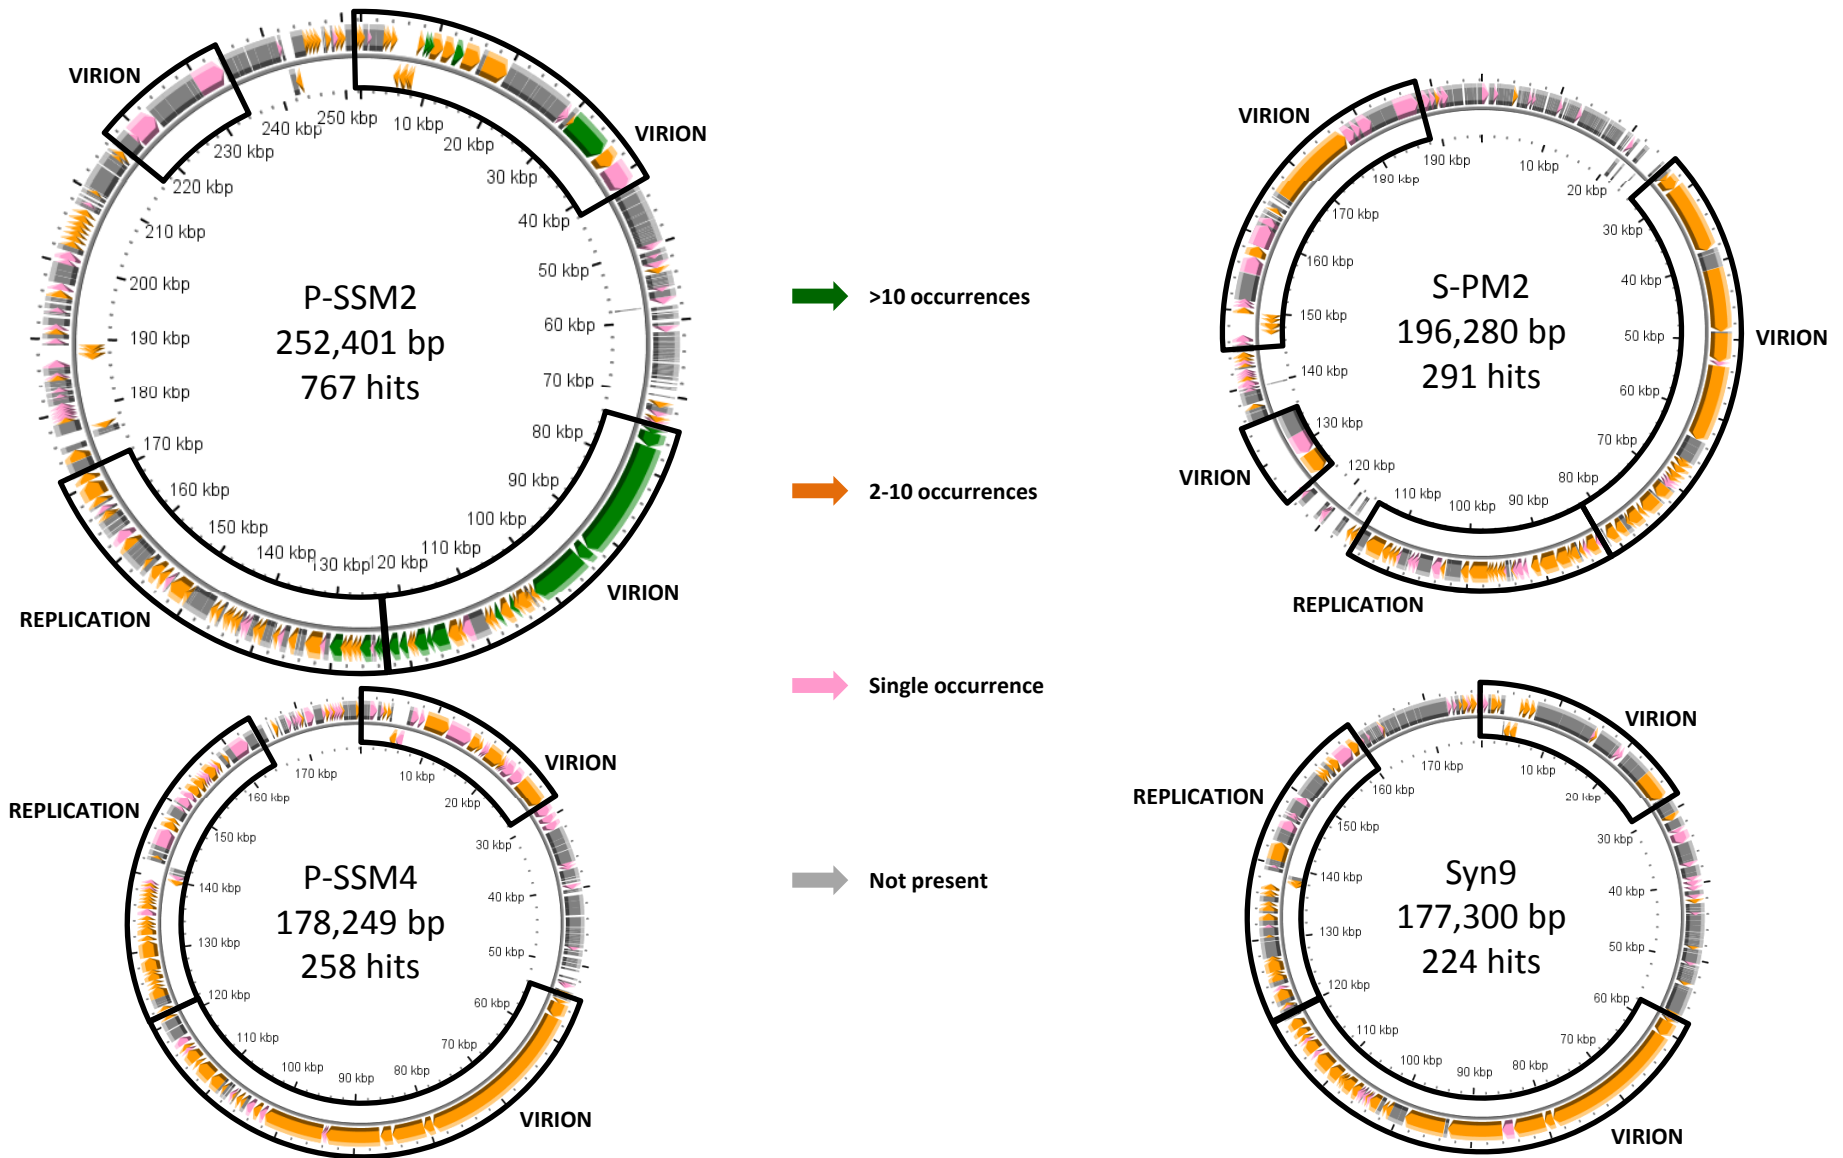 VIRION
VIRION
250 kbp
10 kbp
20 kbp
30 kbp
40 kbp
50 kbp
60 kbp
70 kbp
80 kbp
90 kbp
100 kbp
110 kbp
120 kbp
130 kbp
140 kbp
150 kbp
160 kbp
170 kbp
180 kbp
190 kbp
200 kbp
210 kbp
220 kbp
230 kbp
240 kbp
P-SSM2
252,401 bp
767 hits
REPLICATION
VIRION
>10 occurrences
2-10 occurrences
Single occurrence
Not present
VIRION
10 kbp
20 kbp
30 kbp
40 kbp
50 kbp
60 kbp
70 kbp
80 kbp
90 kbp
100 kbp
110 kbp
120 kbp
130 kbp
140 kbp
150 kbp
160 kbp
170 kbp
180 kbp
190 kbp
S-PM2
196,280 bp
291 hits
VIRION
VIRION
REPLICATION
VIRION
REPLICATION
10 kbp
20 kbp
30 kbp
40 kbp
50 kbp
60 kbp
70 kbp
80 kbp
90 kbp
100 kbp
110 kbp
120 kbp
130 kbp
140 kbp
150 kbp
160 kbp
170 kbp
P-SSM4
178,249 bp
258 hits
VIRION
VIRION
REPLICATION
10 kbp
20 kbp
30 kbp
40 kbp
50 kbp
60 kbp
70 kbp
80 kbp
90 kbp
100 kbp
110 kbp
120 kbp
130 kbp
140 kbp
150 kbp
160 kbp
170 kbp
Syn9
177,300 bp
224 hits
VIRION